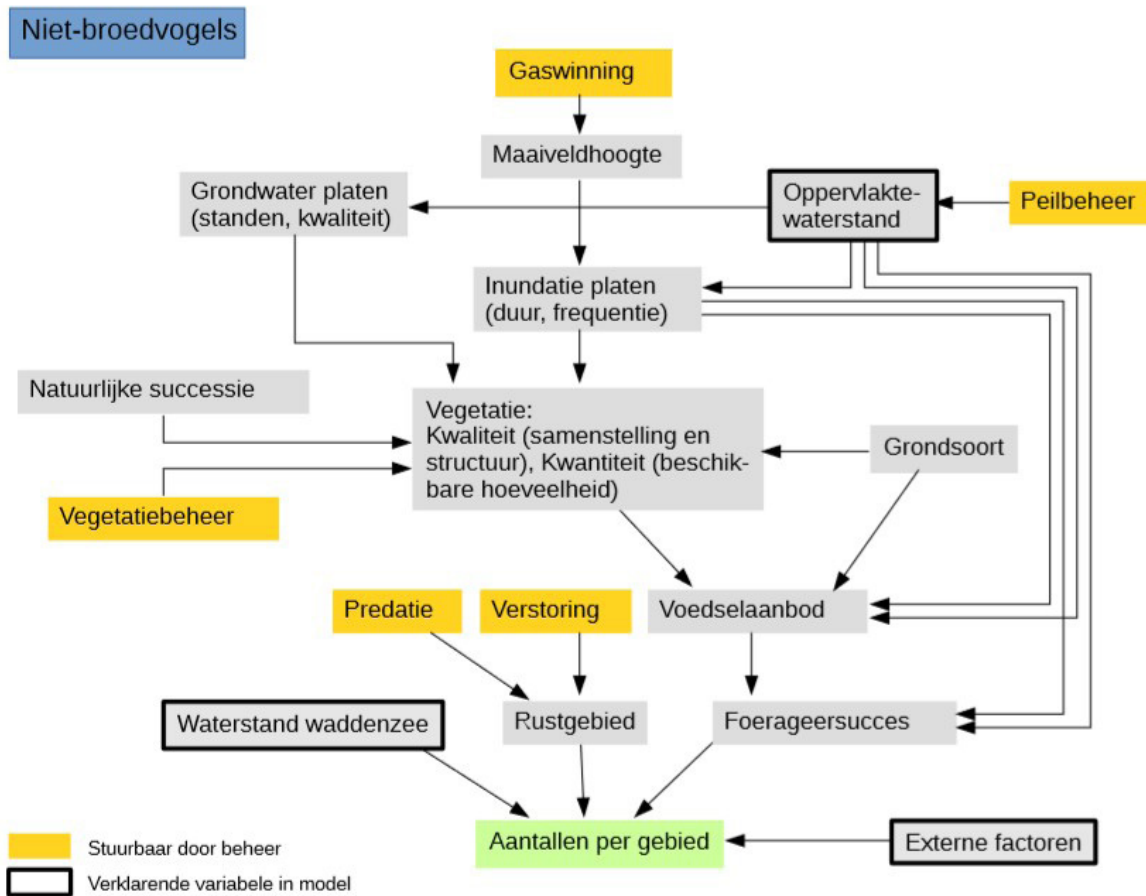 Niet-broedvogels
Gaswinning
Maaiveldhoogte
Grondwater platen
(standen, kwaliteit)
Oppervlakte-
waterstand
Peilbeheer
Inundatie platen
(duur, frequentie)
Natuurlijke successie
Vegetatie:
Kwaliteit (samenstelling en
structuur), Kwantiteit (beschik-
bare hoeveelheid)
Grondsoort
Vegetatiebeheer
Predatie
Verstoring
Voedselaanbod
Waterstand waddenzee
Rustgebied
Foerageersucces
Aantallen per gebied
Externe factoren
Stuurbaar door beheer
Verklarende variabele in model